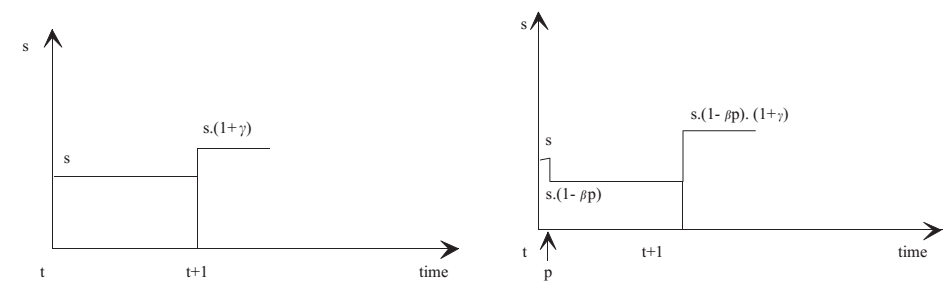 s
s.(1+γ)
s
t
t+1
time
s
s.(1- βp). (1+γ)
s
s.(1- βp)
t
t+1
time
p